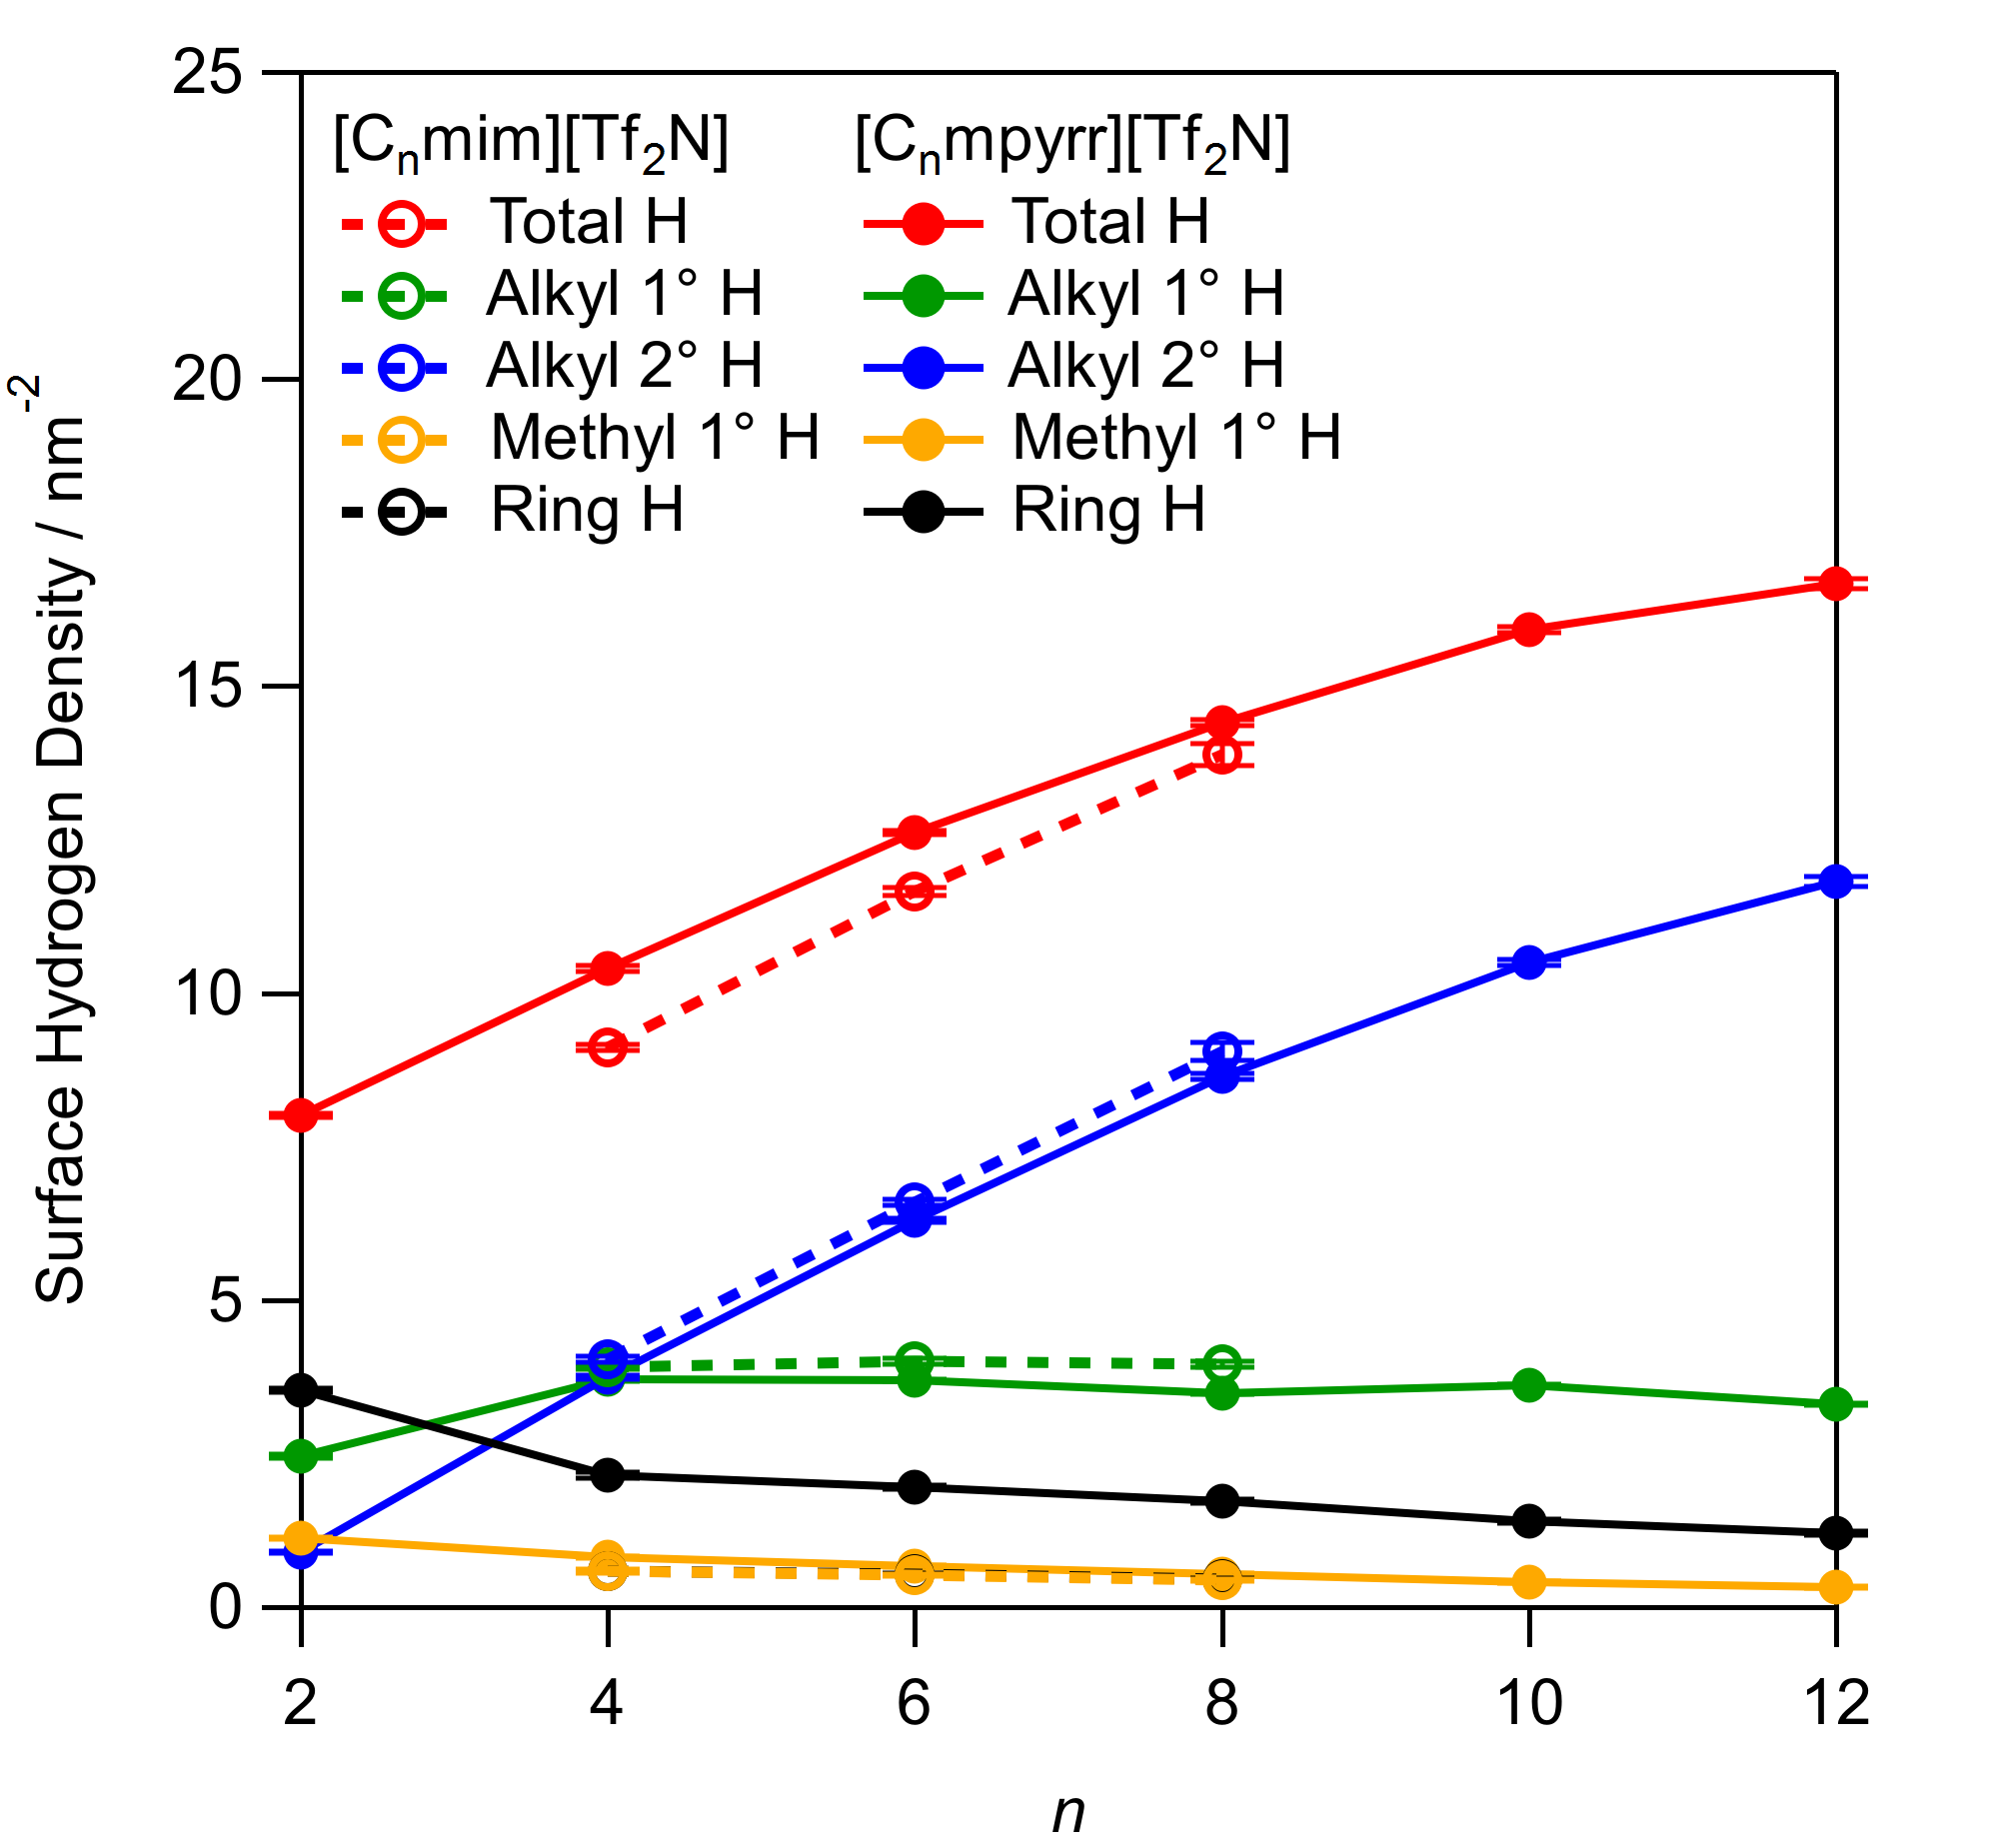 25
[Cnmim][Tf2N] [Cnmpyrr][Tf2N]
Total H Total H
Alkyl 1° H Alkyl 1° H
20
Alkyl 2° H Alkyl 2° H
Methyl 1° H Methyl 1° H
Ring H Ring H
15
10
5
0
2 4 6 8 10 12
n
Surface Hydrogen Density / nm-2